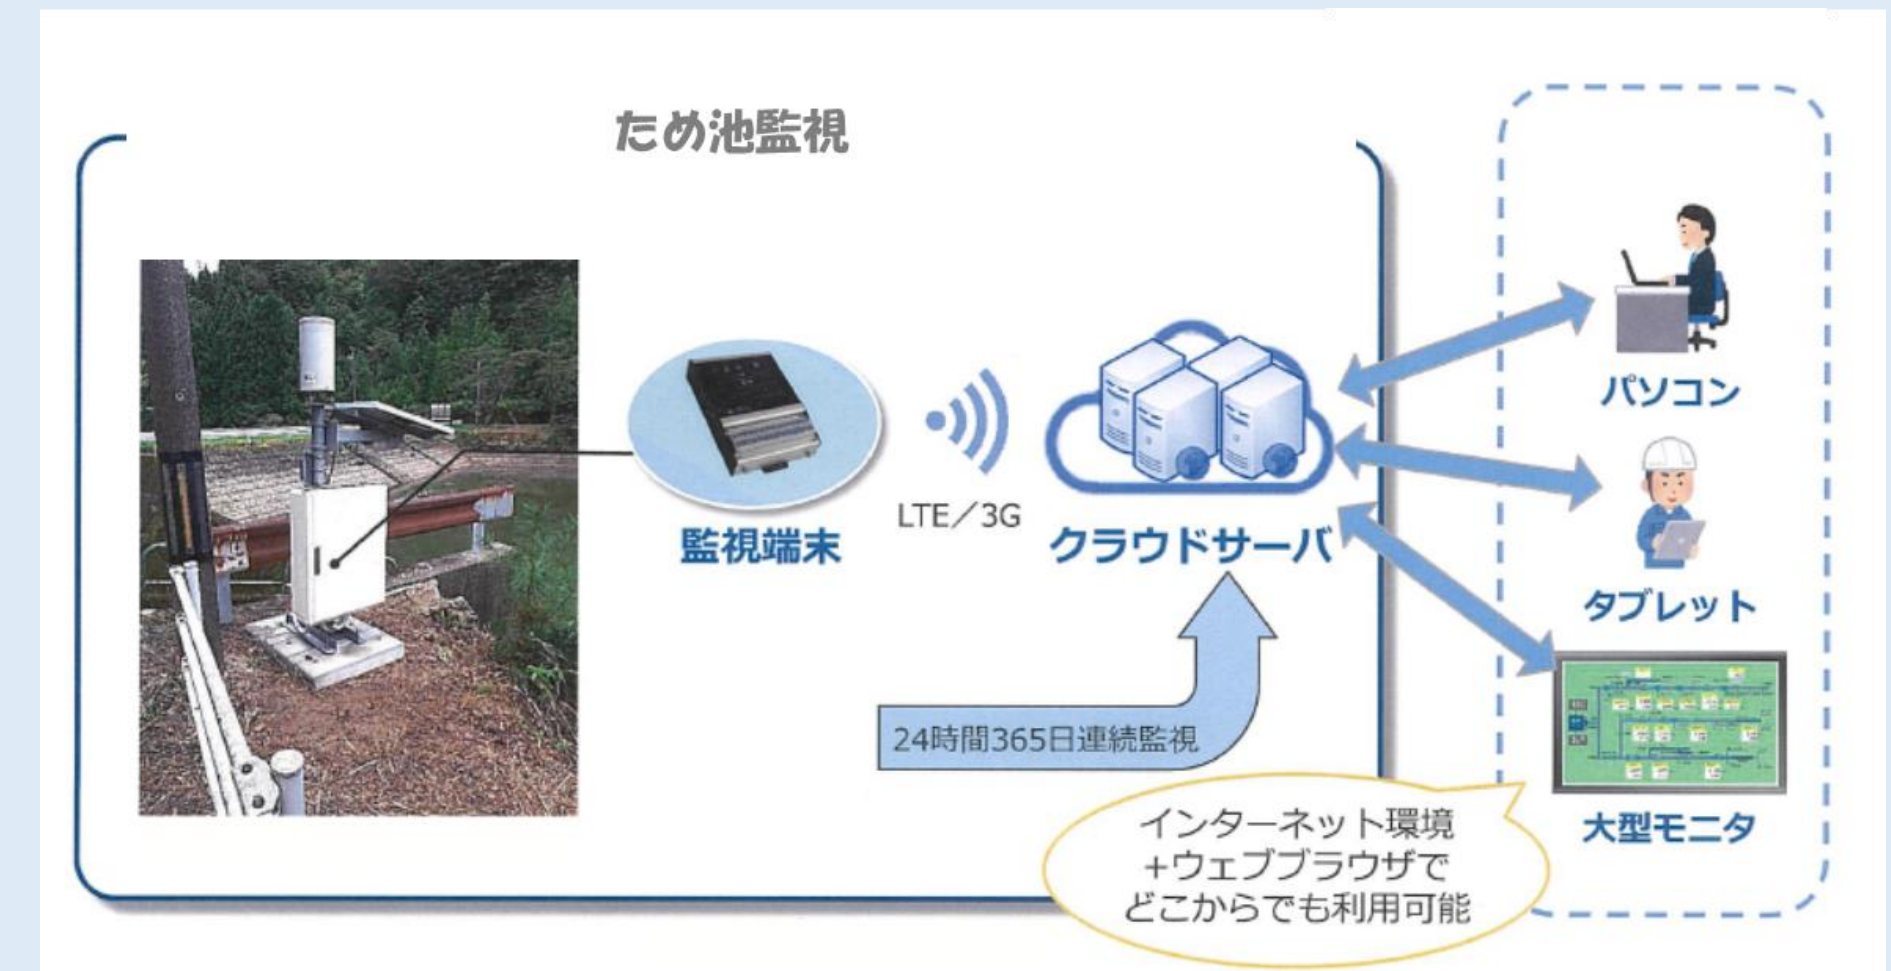 ため池監視
監視端末
LTE／3G
クラウドサーバ
24時間365日連続監視
パソコン
タブレット
大型モニタ
インターネット環境
+ウェブブラウザで
どこからでも利用可能